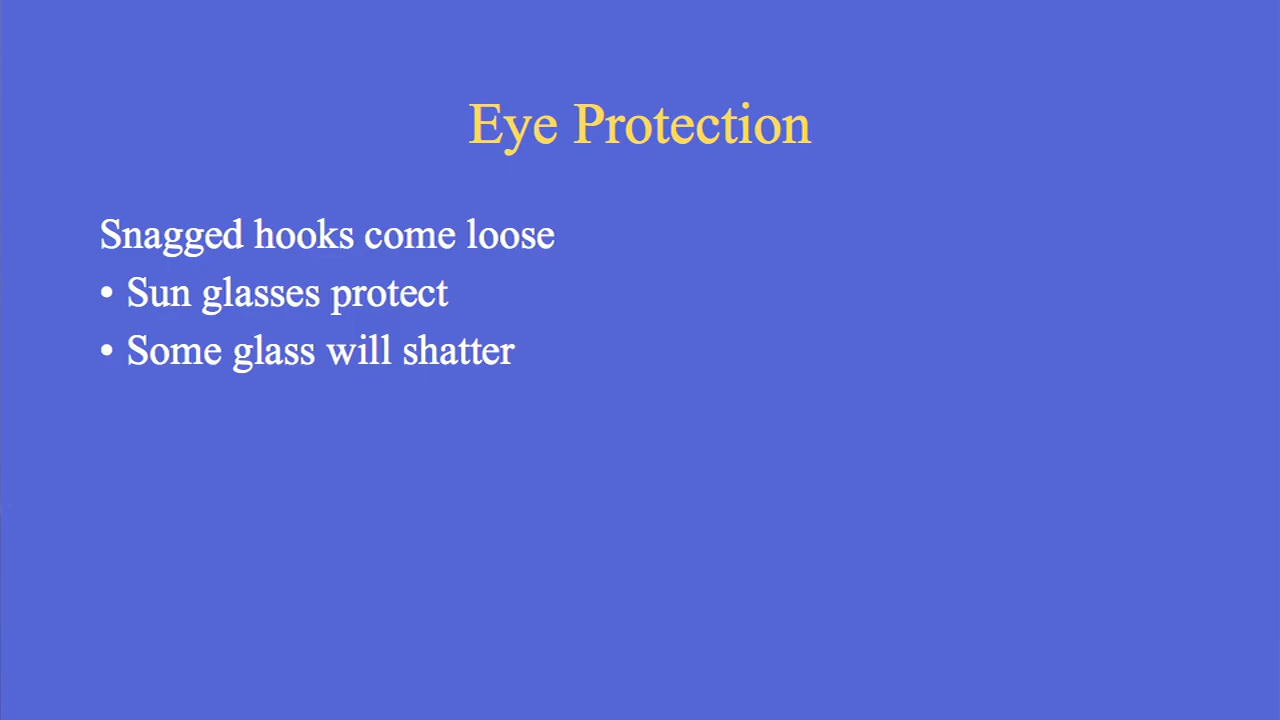 Eye Protection
Snagged hooks come loose
• Sun glasses protect
• Some glass will shatter